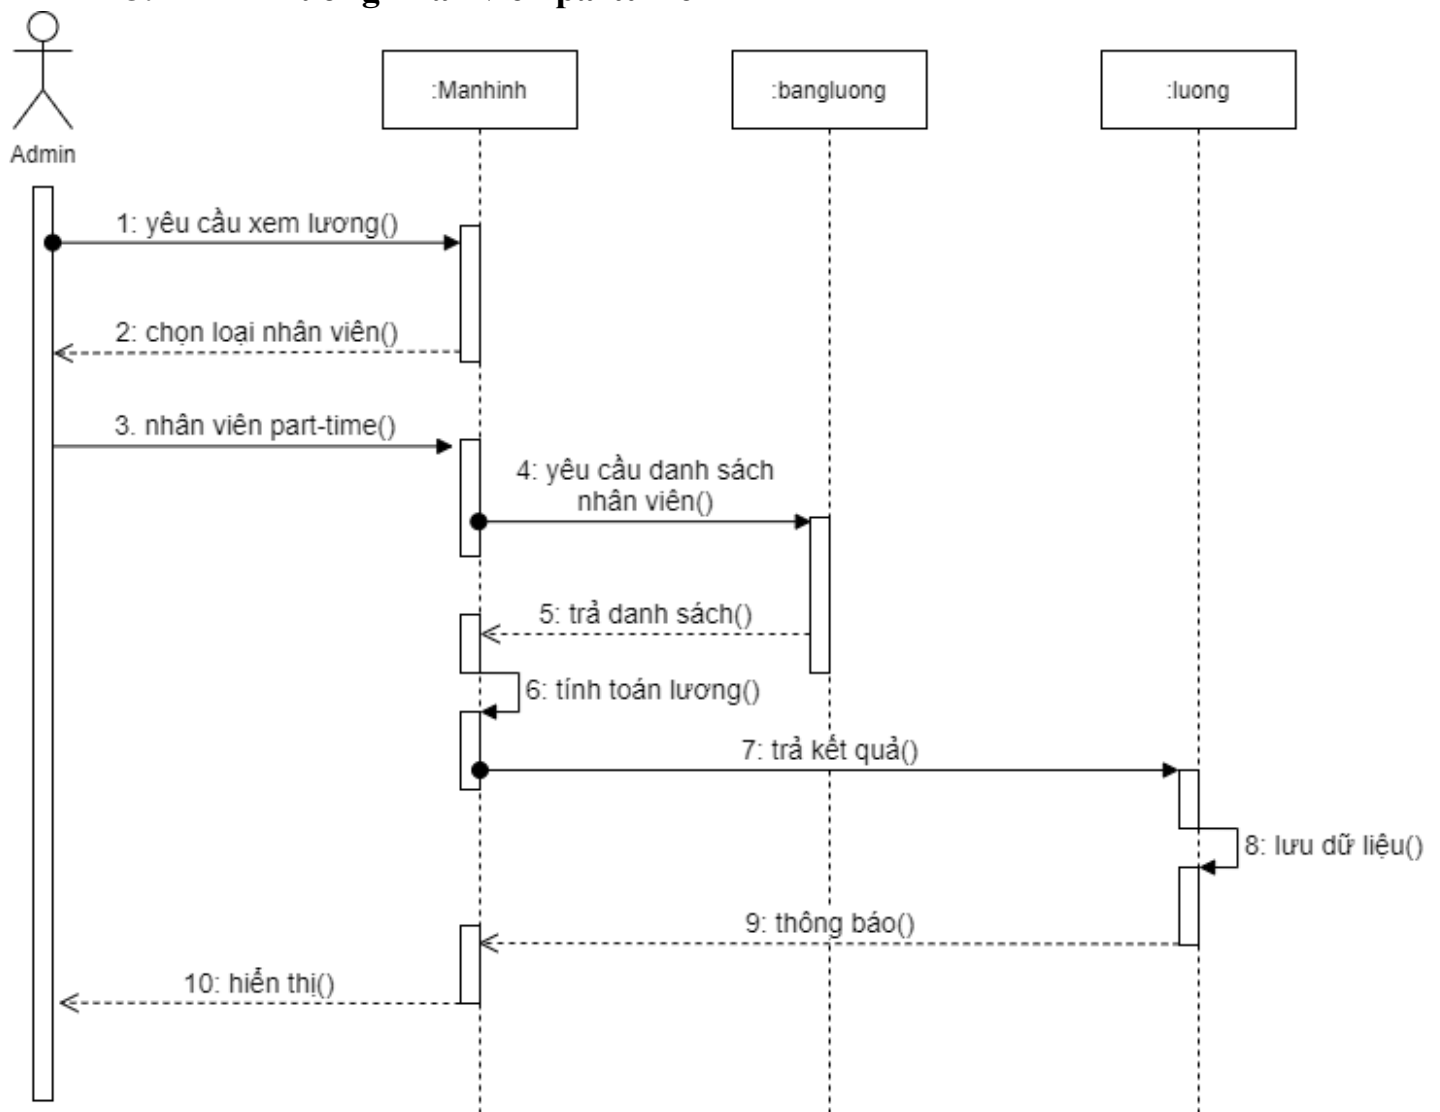 :Manhinh
:bangluong
:luong
Admin
1: yêu cầu xem lương()
2: chọn loại nhân viên()
3. nhân viên part-time()
4: yêu cầu danh sách
nhân viên()
5: trả danh sách()
6: tính toán lương()
7: trả kết quả()
8: lưu dữ liệu()
9: thông báo()
10: hiển thị()